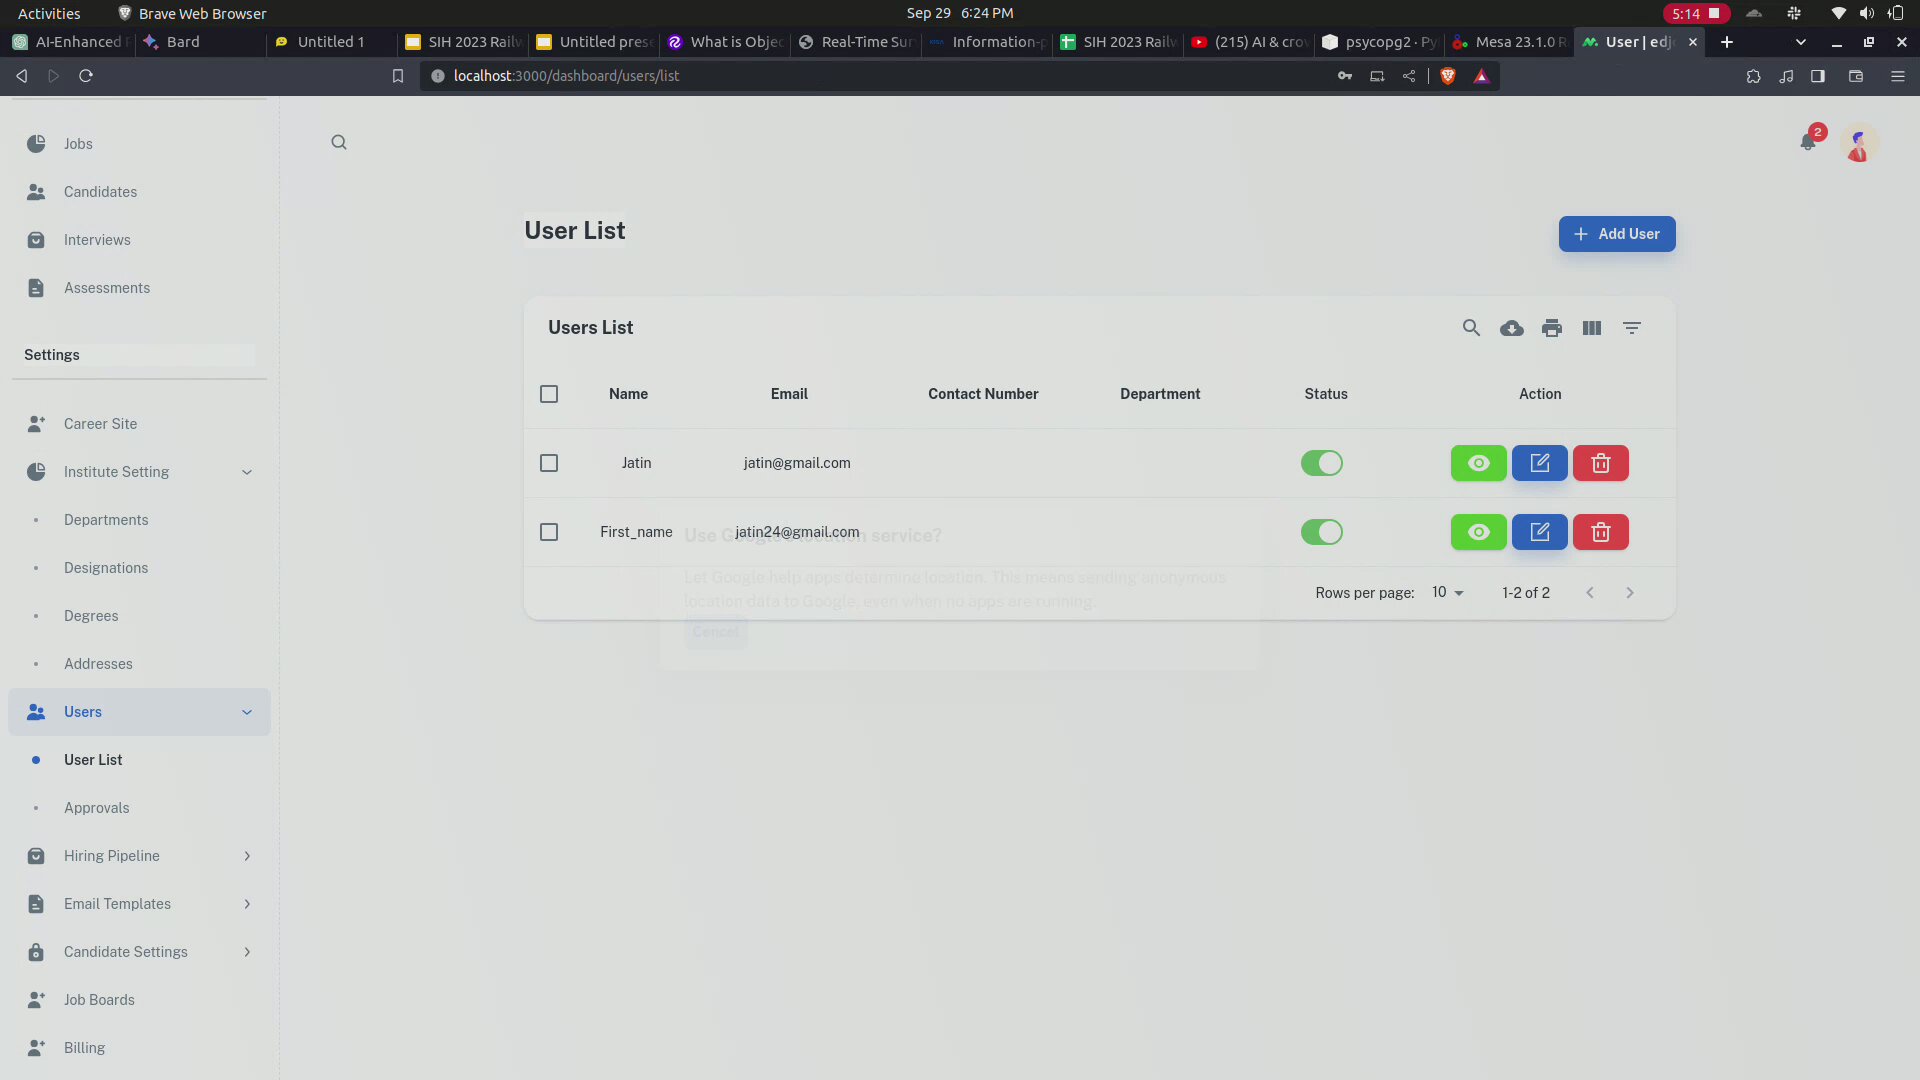 Activities
Brave Web Browser
Sep 29 6:24 PM
5:14
AI-Enhanced
Bard
Untitled 1
SIH 2023 Railw
Untitled prese
What is Objec
Real-Time Sur
Information-p
SIH 2023 Railw
(215) AI & crow
psycopg2 · Py
Mesa 23.1.0 R
User | edjo
localhost:3000/dashboard/users/list
Jobs
Candidates
Interviews
Assessments
Settings
Career Site
Institute Setting
Departments
Designations
Degrees
Addresses
Users
User List
Approvals
Hiring Pipeline
Email Templates
Candidate Settings
Job Boards
Billing
2
User List
Add User
Users List
Name Email Contact Number Department Status Action
Jatin jatin@gmail.com
First_name jatin24@gmail.com
Use Google's location service?
Let Google help apps determine location. This means sending anonymous
location data to Google, even when no apps are running.
Cancel
Rows per page: 10 1-2 of 2